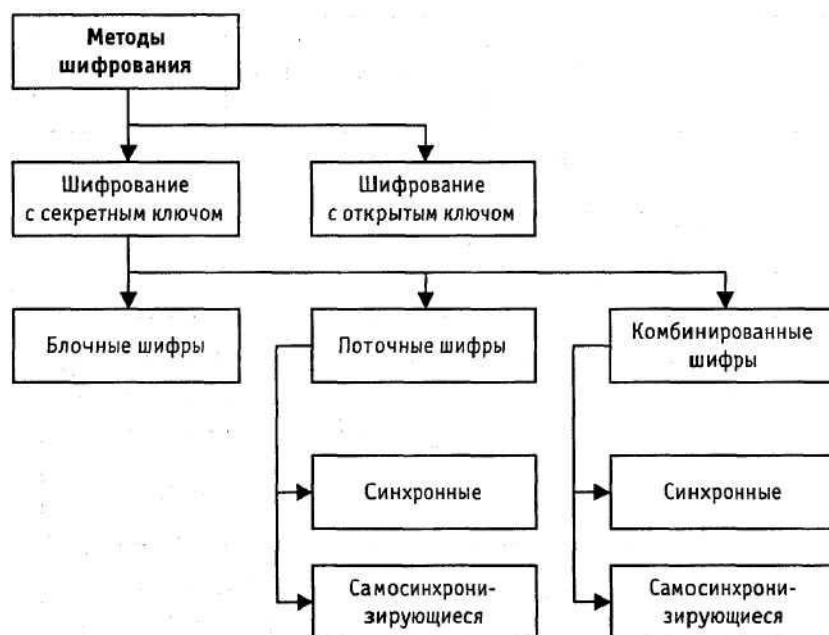 Методы
шифрования
Шифрование
с секретным ключом
Шифрование
с открытым ключом
Блочные шифры
Поточные шифры
Комбинированные
шифры
Синхронные
Синхронные
Самосинхрони-
зирующиеся
Самосинхрони-
зирующиеся